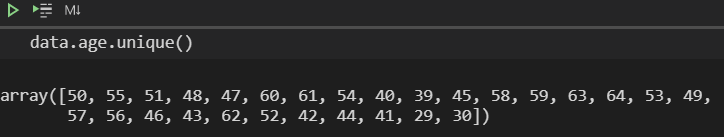 M↓
data.age.unique()
array([50, 55, 51, 48, 47, 60, 61, 54, 40, 39, 45, 58, 59, 63, 64, 53, 49,
57, 56, 46, 43, 62, 52, 42, 44, 41, 29, 30])